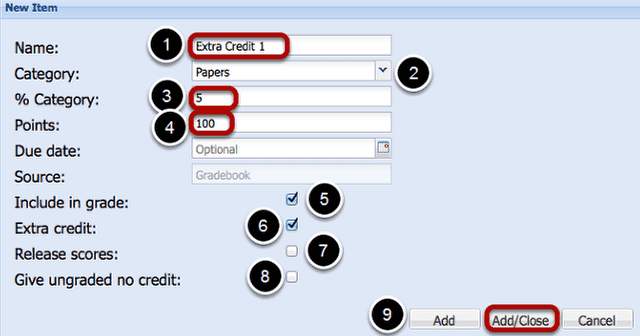 New Item
1 Name: Extra Credit 1
Category: Papers 2
% Category: 3 5
Points: 4 100
Due date: Optional
Source: Gradebook
Include in grade: 5
Extra credit: 6
Release scores: 7
Give ungraded no credit: 8
9 Add Add/Close Cancel